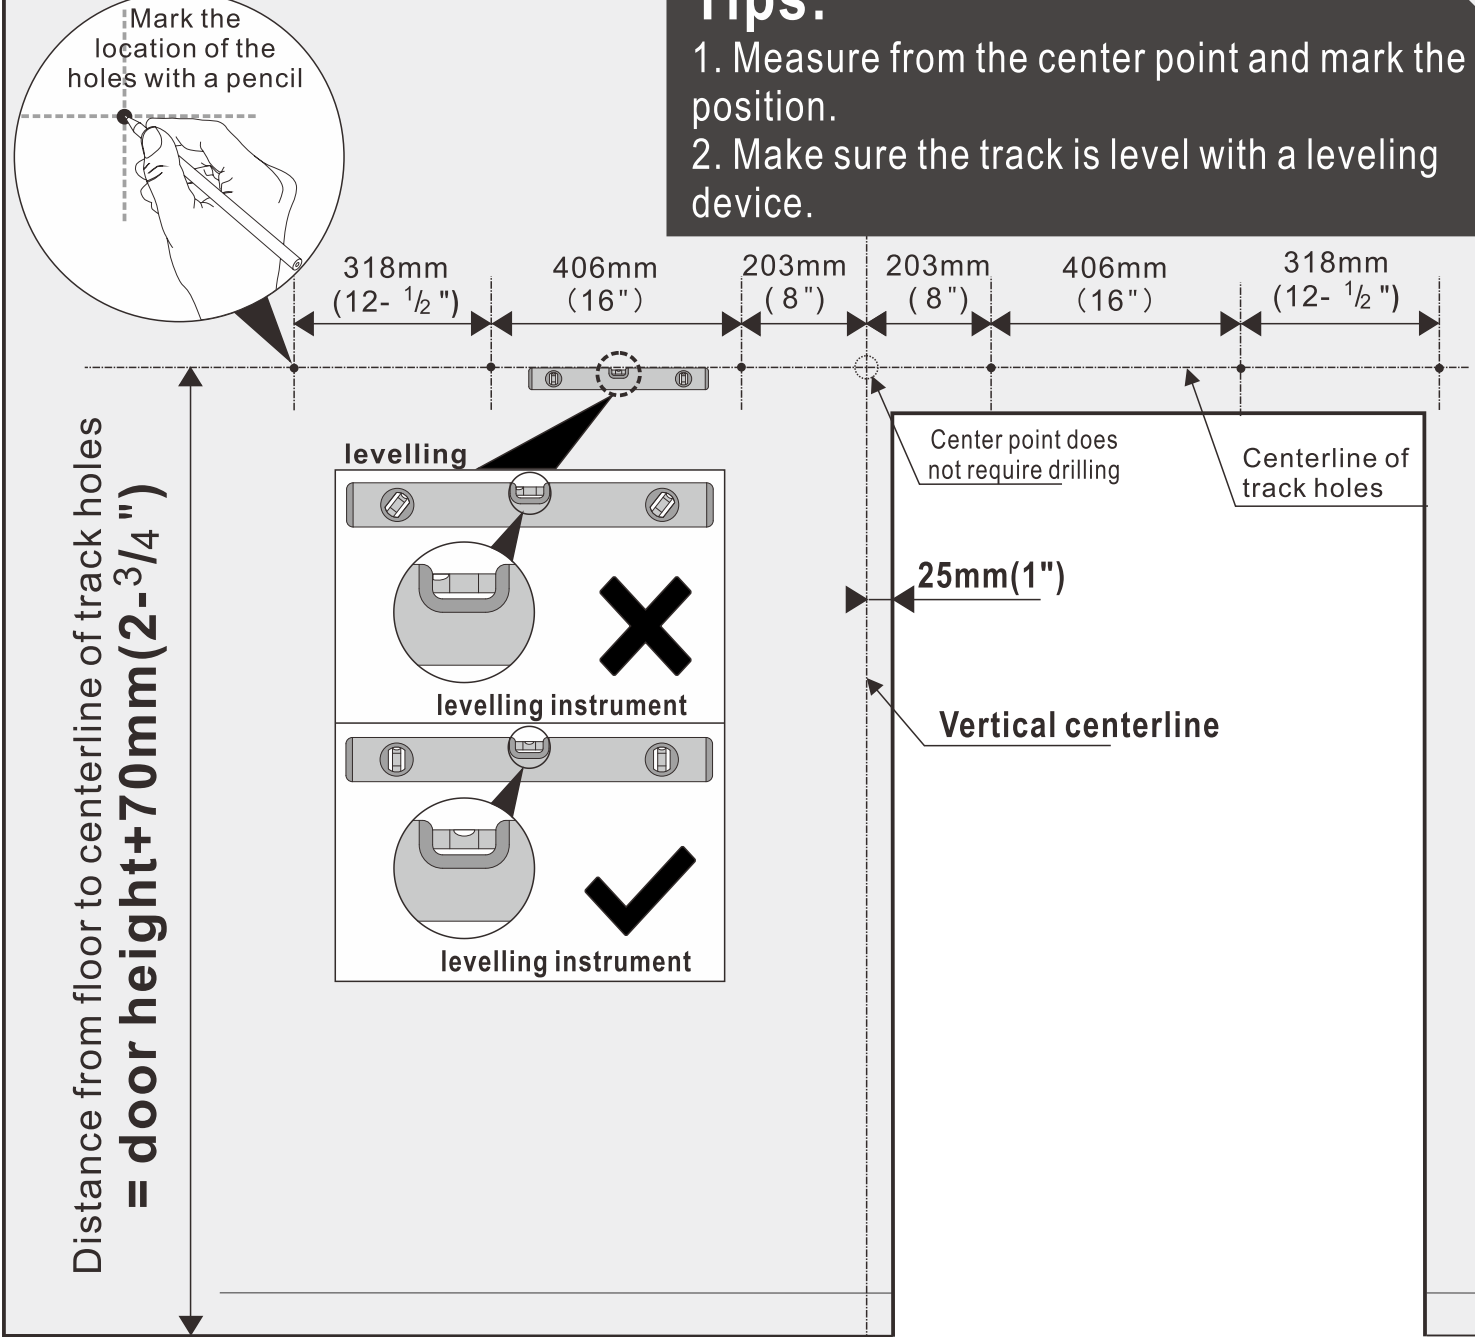 Mark the
location of the
holes with a pencil
Tips:
1. Measure from the center point and mark the
position.
2. Make sure the track is level with a leveling
device.
318mm
(12- 1/2 ")
406mm
(16")
203mm
( 8")
203mm
( 8")
406mm
(16")
318mm
(12- 1/2 ")
Distance from floor to centerline of track holes
= door height+70mm(2-3/4")
levelling
levelling instrument
levelling instrument
Center point does
not require drilling
Centerline of
track holes
25mm(1")
Vertical centerline